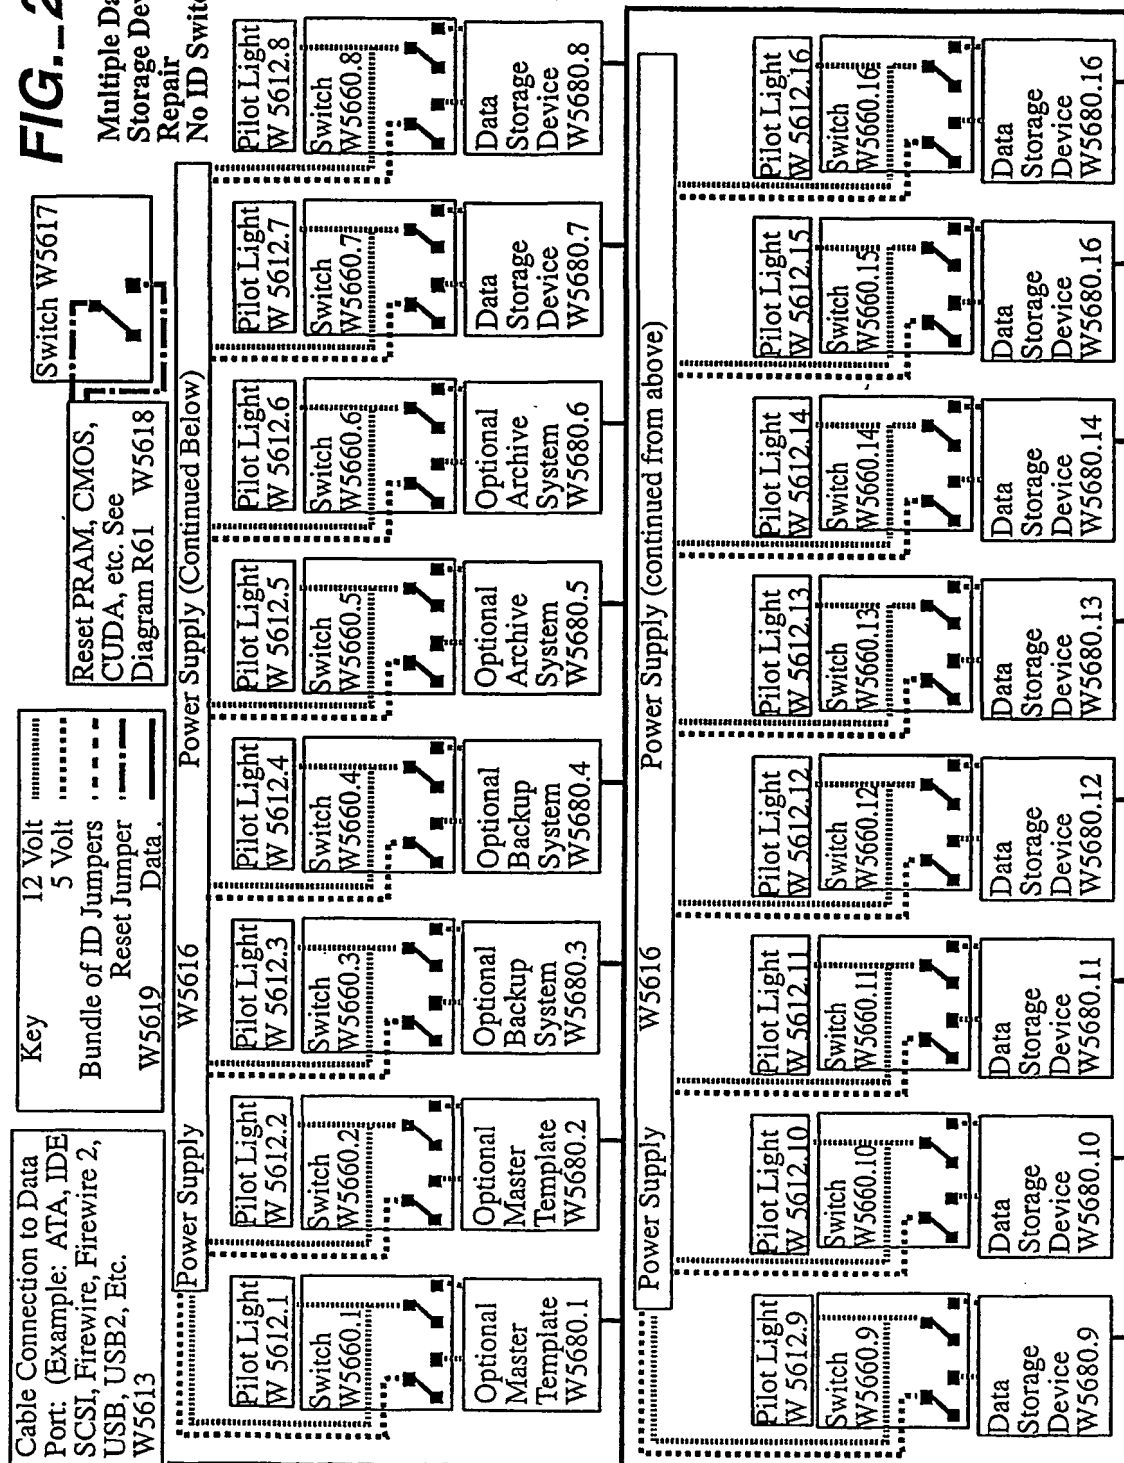 FIG._2
Multiple Da
Storage Dev
Repair
No ID Switc
Cable Connection to Data
Port: (Example: ATA, IDE
SCSI, Firewire, Firewire 2,
USB, USB2, Etc.
W5613
Key 12 Volt
5 Volt
Bundle of ID Jumpers
Reset Jumper
W5619 Data
Reset PRAM, CMOS,
CUDA, etc. See
Diagram R61 W5618
Switch W5617
Power Supply W5616 Power Supply (Continued Below)
Pilot Light
W 5612.1
Switch
W5660.1
Optional
Master
Template
W5680.1
Pilot Light
W 5612.2
Switch
W5660.2
Optional
Master
Template
W5680.2
Pilot Light
W 5612.3
Switch
W5660.3
Optional
Backup
System
W5680.3
Pilot Light
W 5612.4
Switch
W5660.4
Optional
Backup
System
W5680.4
Pilot Light
W 5612.5
Switch
W5660.5
Optional
Archive
System
W5680.5
Pilot Light
W 5612.6
Switch
W5660.6
Optional
Archive
System
W5680.6
Pilot Light
W 5612.7
Switch
W5660.7
Data
Storage
Device
W5680.7
Pilot Light
W 5612.8
Switch
W5660.8
Data
Storage
Device
W5680.8
Power Supply W5616 Power Supply (continued from above)
Pilot Light
W 5612.9
Switch
W5660.9
Data
Storage
Device
W5680.9
Pilot Light
W 5612.10
Switch
W5660.10
Data
Storage
Device
W5680.10
Pilot Light
W 5612.11
Switch
W5660.11
Data
Storage
Device
W5680.11
Pilot Light
W 5612.12
Switch
W5660.12
Data
Storage
Device
W5680.12
Pilot Light
W 5612.13
Switch
W5660.13
Data
Storage
Device
W5680.13
Pilot Light
W 5612.14
Switch
W5660.14
Data
Storage
Device
W5680.14
Pilot Light
W 5612.15
Switch
W5660.15
Data
Storage
Device
W5680.16
Pilot Light
W 5612.16
Switch
W5660.16
Data
Storage
Device
W5680.16